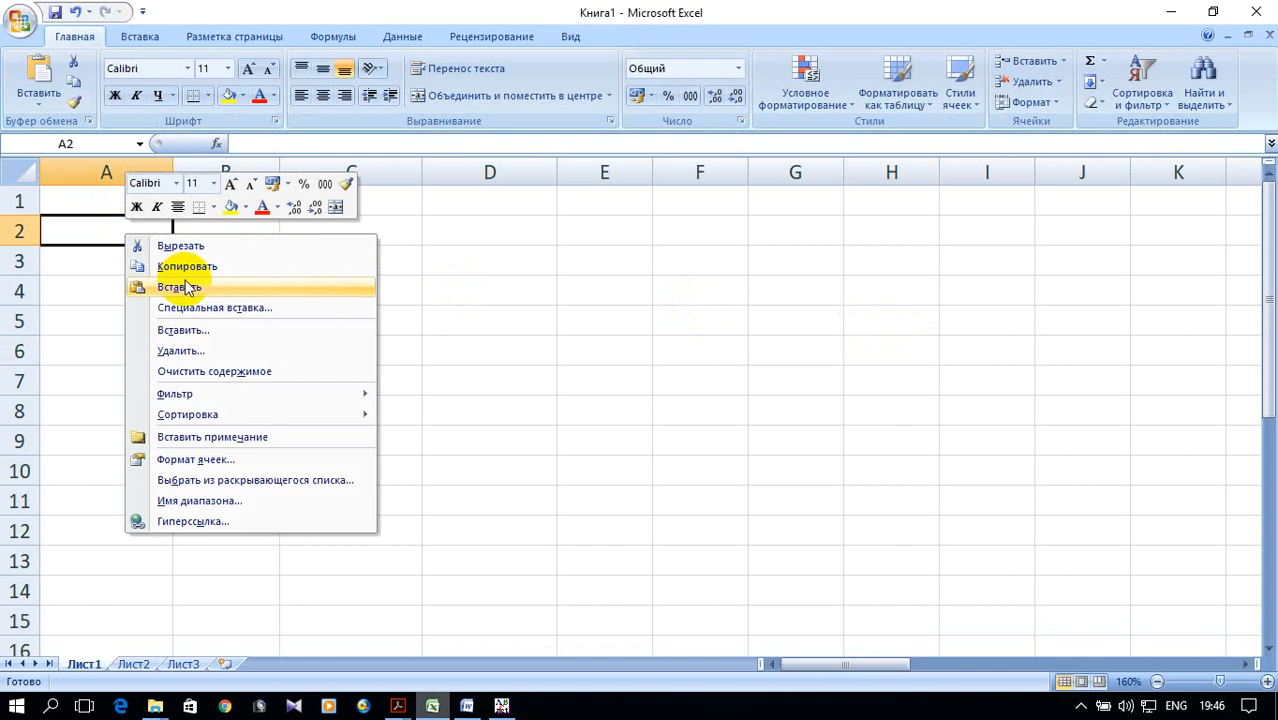 Книга1 - Microsoft Excel
Главная Вставка Разметка страницы Формулы Данные Рецензирование Вид
Вставить
Буфер обмена
Calibri 11
Ж К Ч
Шрифт
Перенос текста
Объединить и поместить в центре
Выравнивание
Общий
% 000
Число
Условное форматирование
Форматировать как таблицу
Стили ячеек
Стили
Вставить
Удалить
Формат
Ячейки
Сортировка и фильтр
Найти и выделить
Редактирование
A2
fx
A B C D E F G H I J K
Calibri 11 % 000
Ж К
1
2
3
4
5
6
7
8
9
10
11
12
13
14
15
16
Вырезать
Копировать
Вставить
Специальная вставка...
Вставить...
Удалить...
Очистить содержимое
Фильтр
Сортировка
Вставить примечание
Формат ячеек...
Выбрать из раскрывающегося списка...
Имя диапазона...
Гиперссылка...
Лист1 Лист2 Лист3
Готово 160%
ENG 19:46